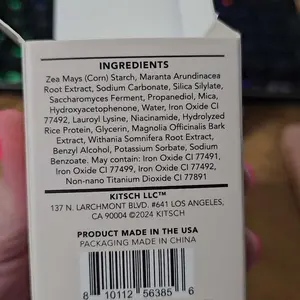 INGREDIENTS
Zea Mays (Corn) Starch, Maranta Arundinacea
Root Extract, Sodium Carbonate, Silica Silylate,
Saccharomyces Ferment, Propanediol, Mica,
Hydroxyacetophenone, Water, Iron Oxide CI
77492, Lauroyl Lysine, Niacinamide, Hydrolyzed
Rice Protein, Glycerin, Magnolia Officinalis Bark
Extract, Withania Somnifera Root Extract,
Benzyl Alcohol, Potassium Sorbate, Sodium
Benzoate. May contain: Iron Oxide CI 77491,
Iron Oxide CI 77499, Iron Oxide CI 77492,
Non-nano Titanium Dioxide CI 77891
KITSCH LLC™
137 N. LARCHMONT BLVD. #641 LOS ANGELES,
CA 90004 ©2024 KITSCH
PRODUCT MADE IN THE USA
PACKAGING MADE IN CHINA
8 10112 56385 6